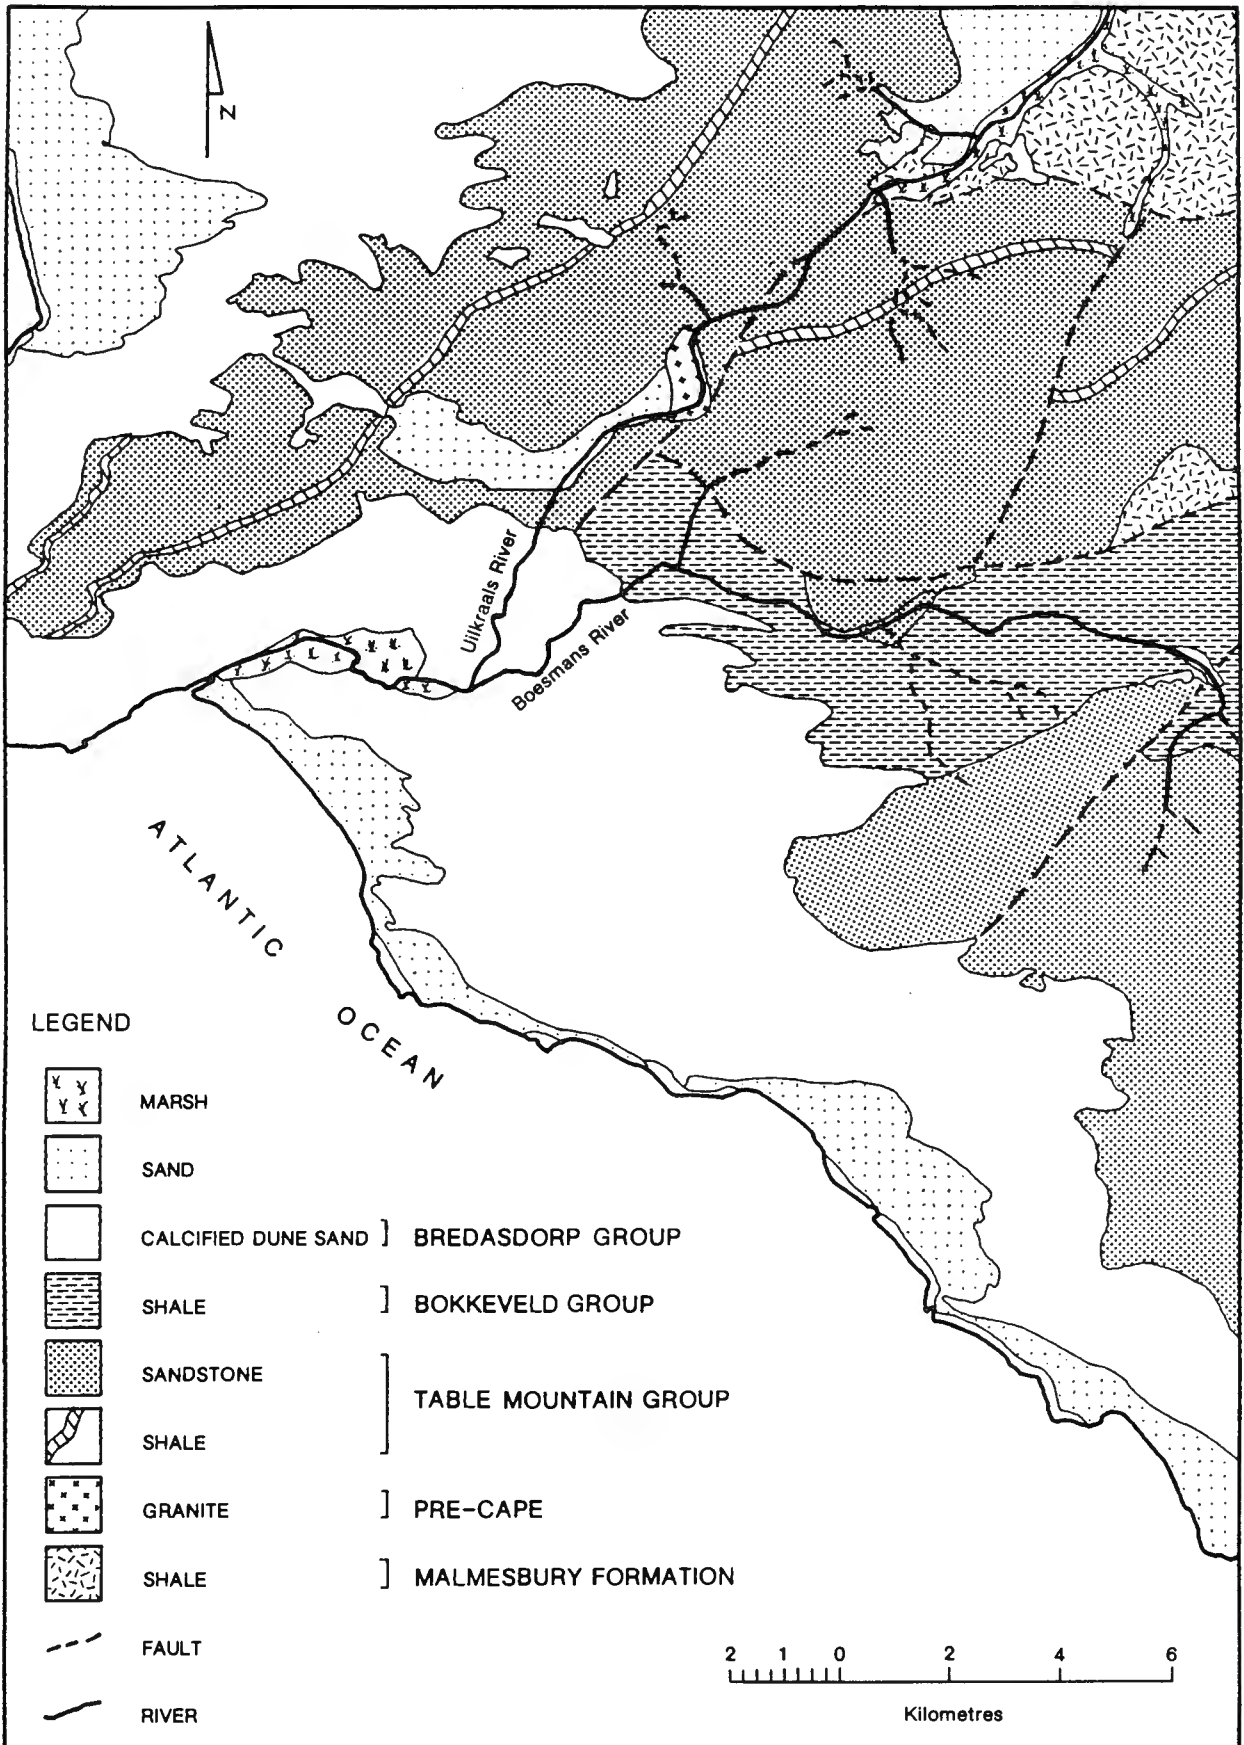 N
Uilkraals River
Boesmans River
ATLANTIC
OCEAN
LEGEND
MARSH
SAND
CALCIFIED DUNE SAND ] BREDASDORP GROUP
SHALE ] BOKKEVELD GROUP
SANDSTONE
TABLE MOUNTAIN GROUP
SHALE
GRANITE ] PRE-CAPE
SHALE ] MALMESBURY FORMATION
FAULT
RIVER
2 1 0 2 4 6
Kilometres